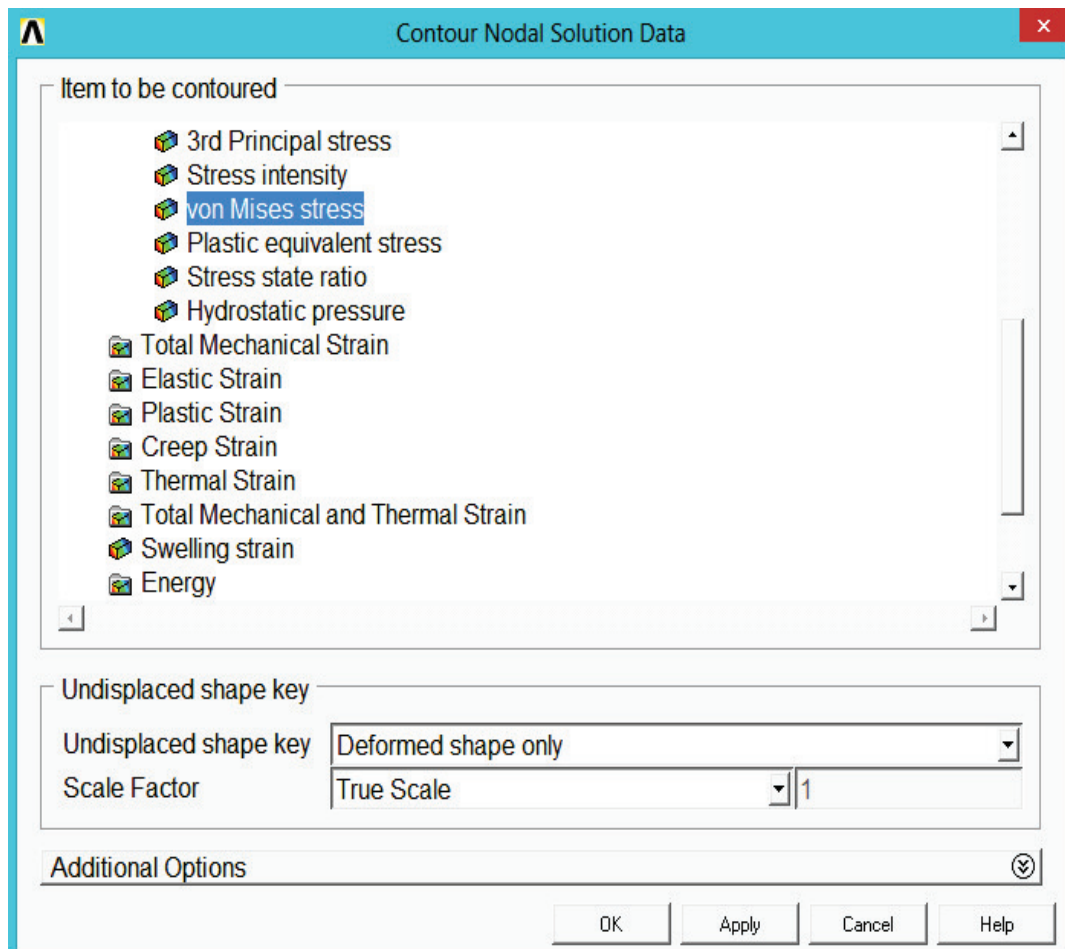 Contour Nodal Solution Data
Item to be contoured
3rd Principal stress
Stress intensity
von Mises stress
Plastic equivalent stress
Stress state ratio
Hydrostatic pressure
Total Mechanical Strain
Elastic Strain
Plastic Strain
Creep Strain
Thermal Strain
Total Mechanical and Thermal Strain
Swelling strain
Energy
Undisplaced shape key
Undisplaced shape key Deformed shape only
Scale Factor True Scale 1
Additional Options
OK Apply Cancel Help